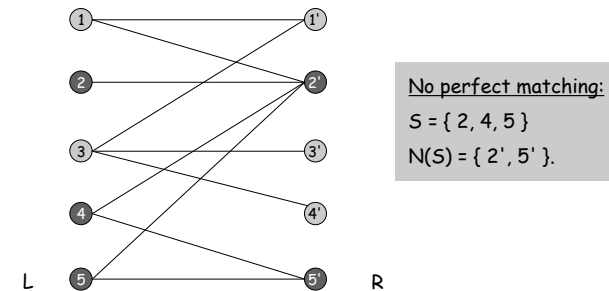 1 1'
2 2'
No perfect matching:
S = { 2, 4, 5 }
N(S) = { 2', 5' }.
3 3'
4 4'
L 5 5' R